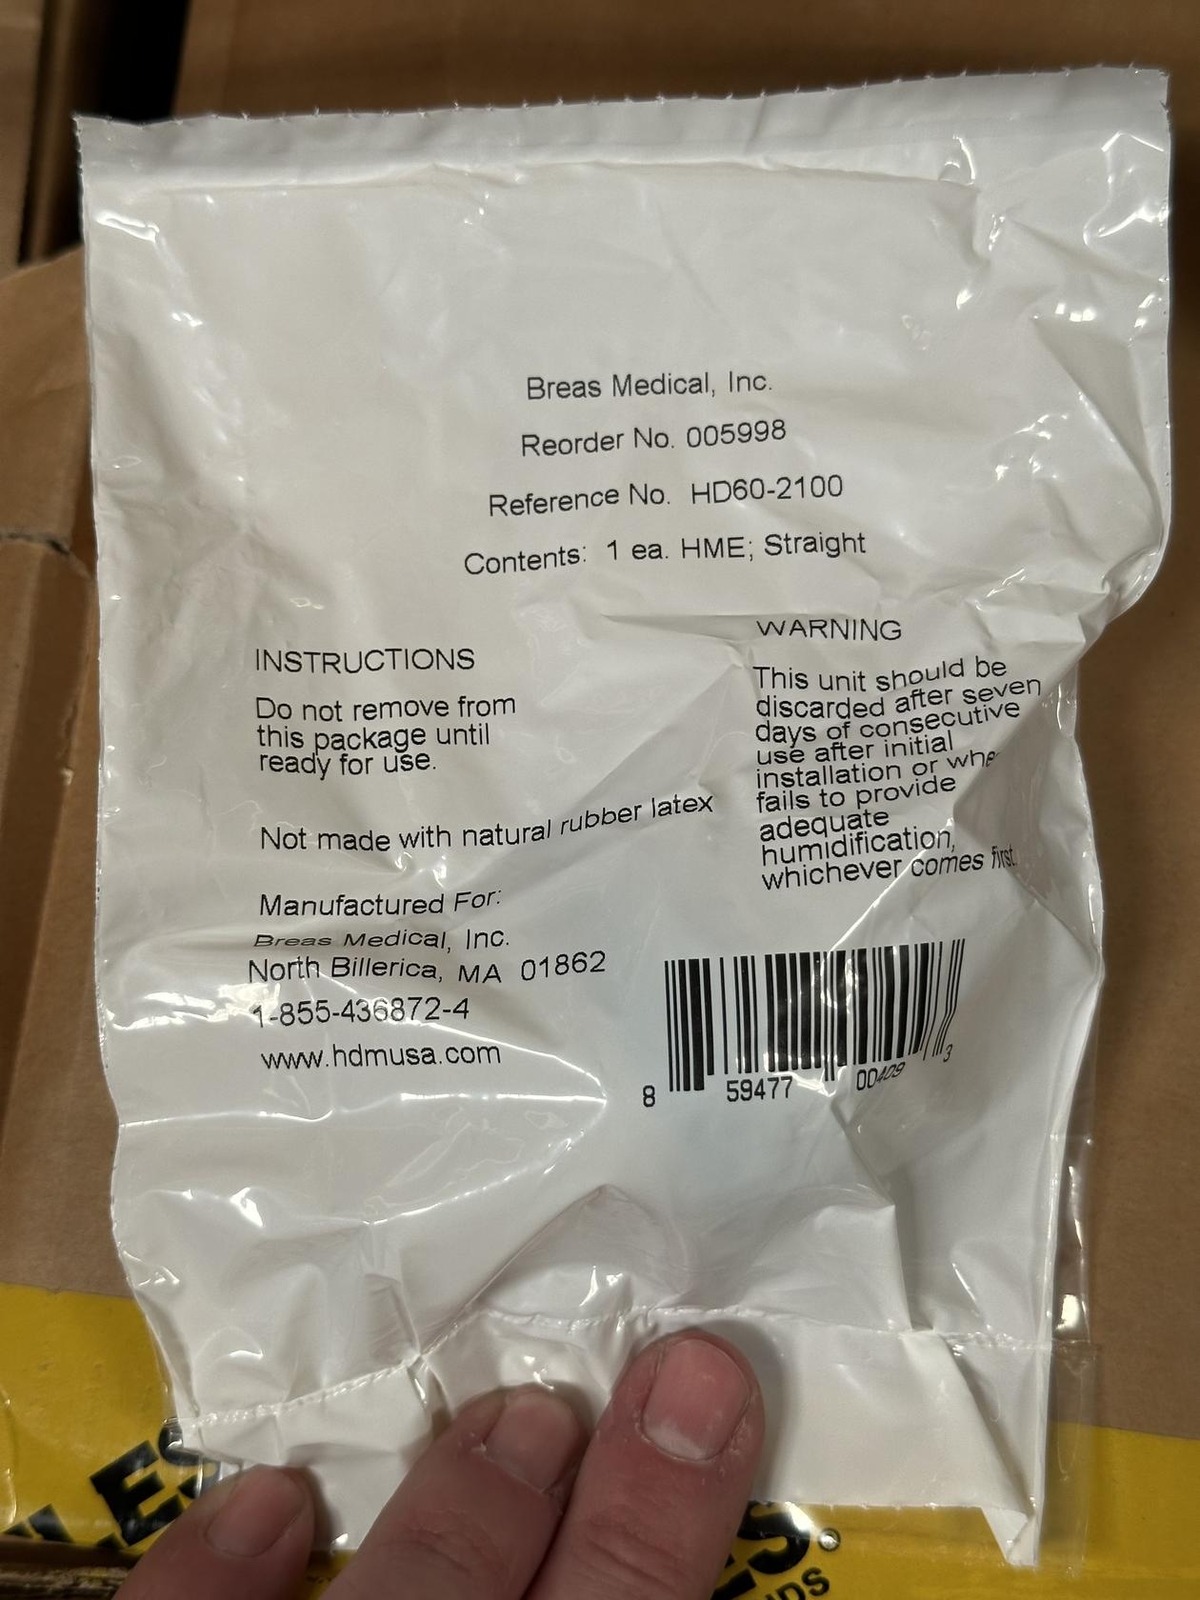 Breas Medical, Inc.
Reorder No. 005998
Reference No. HD60-2100
Contents: 1 ea. HME; Straight
INSTRUCTIONS
Do not remove from
this package until
ready for use.
Not made with natural rubber latex
Manufactured For:
Breas Medical, Inc.
North Billerica, MA 01862
1-855-436872-4
www.hdmusa.com
WARNING
This unit should be
discarded after seven
days of consecutive
use after initial
installation or whe
fails to provide
adequate
humidification,
whichever comes first.
8 59477 00409 3